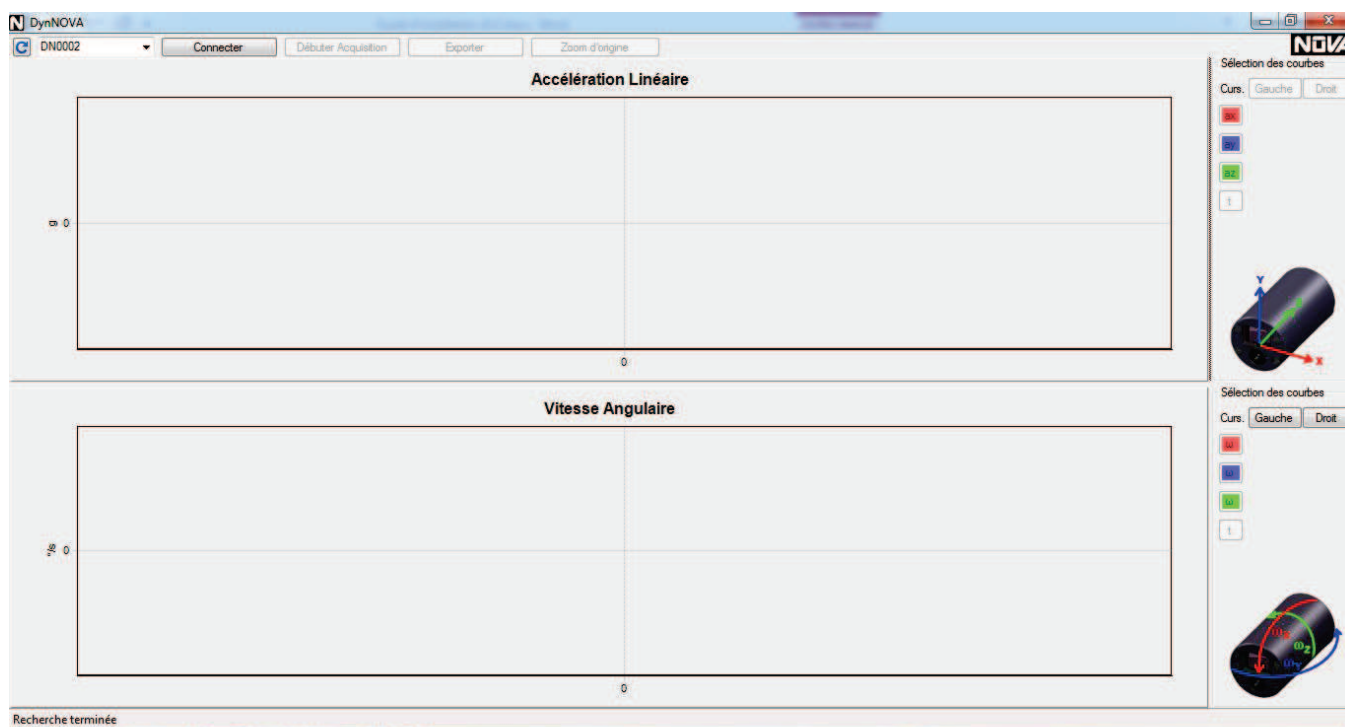 DynNOVA
DN0002 Connecter Débuter Acquisition Exporter Zoom d'origine
NOVA
Accélération Linéaire
g 0
0
Sélection des courbes
Curs. Gauche Droit
ax
ay
az
t
Y
X
Vitesse Angulaire
°/s 0
0
Sélection des courbes
Curs. Gauche Droit
ω
ω
ω
t
ωX
ωZ
ωY
Recherche terminée